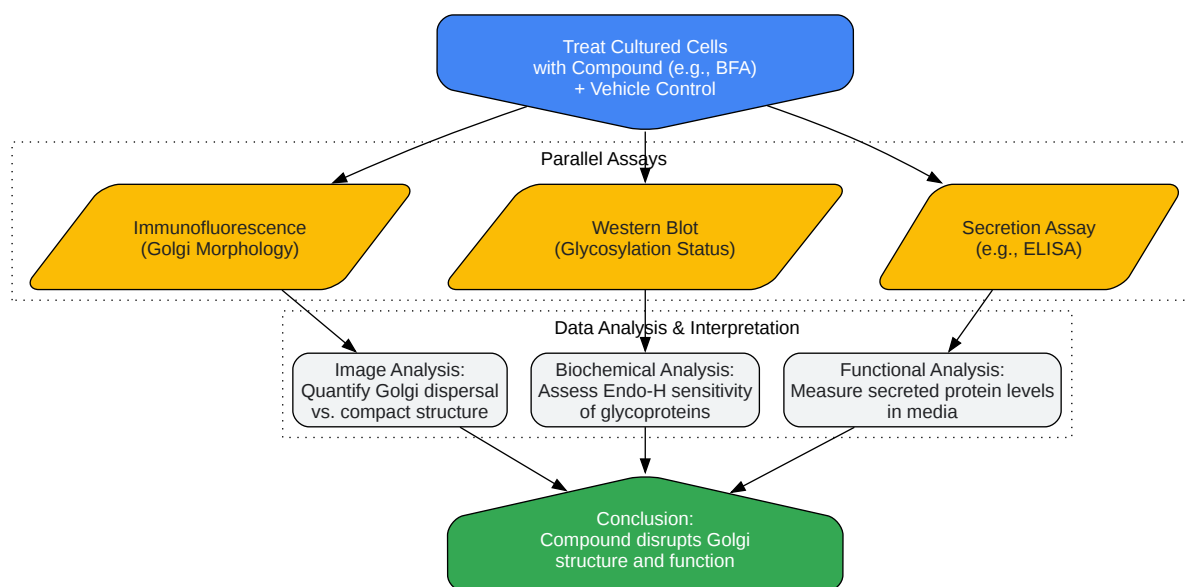 Treat Cultured Cells
with Compound (e.g., BFA)
+ Vehicle Control
Parallel Assays
Immunofluorescence
(Golgi Morphology)
Western Blot
(Glycosylation Status)
Secretion Assay
(e.g., ELISA)
Data Analysis & Interpretation
Image Analysis:
Quantify Golgi dispersal
vs. compact structure
Biochemical Analysis:
Assess Endo-H sensitivity
of glycoproteins
Functional Analysis:
Measure secreted protein levels
in media
Conclusion:
Compound disrupts Golgi
structure and function